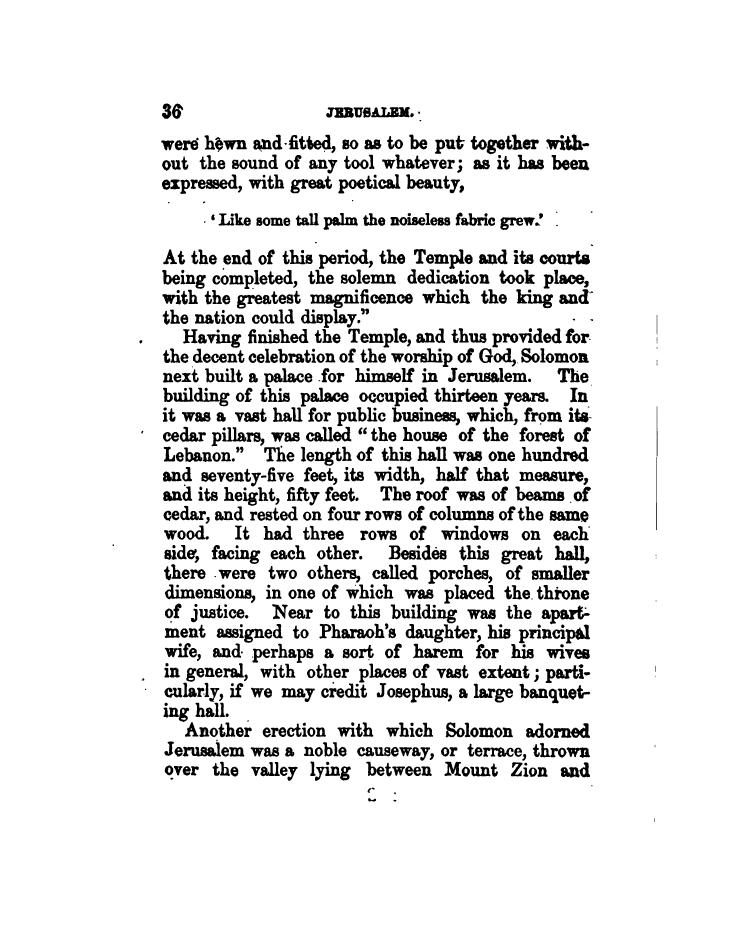 36 JERUSALEM.
were hewn and fitted, so as to be put together with-
out the sound of any tool whatever; as it has been
expressed, with great poetical beauty,
‘Like some tall palm the noiseless fabric grew.’
At the end of this period, the Temple and its courts
being completed, the solemn dedication took place,
with the greatest magnificence which the king and
the nation could display.”
Having finished the Temple, and thus provided for
the decent celebration of the worship of God, Solomon
next built a palace for himself in Jerusalem. The
building of this palace occupied thirteen years. In
it was a vast hall for public business, which, from its
cedar pillars, was called “the house of the forest of
Lebanon.” The length of this hall was one hundred
and seventy-five feet, its width, half that measure,
and its height, fifty feet. The roof was of beams of
cedar, and rested on four rows of columns of the same
wood. It had three rows of windows on each
side, facing each other. Besides this great hall,
there were two others, called porches, of smaller
dimensions, in one of which was placed the throne
of justice. Near to this building was the apart-
ment assigned to Pharaoh’s daughter, his principal
wife, and perhaps a sort of harem for his wives
in general, with other places of vast extent; parti-
cularly, if we may credit Josephus, a large banquet-
ing hall.
Another erection with which Solomon adorned
Jerusalem was a noble causeway, or terrace, thrown
over the valley lying between Mount Zion and